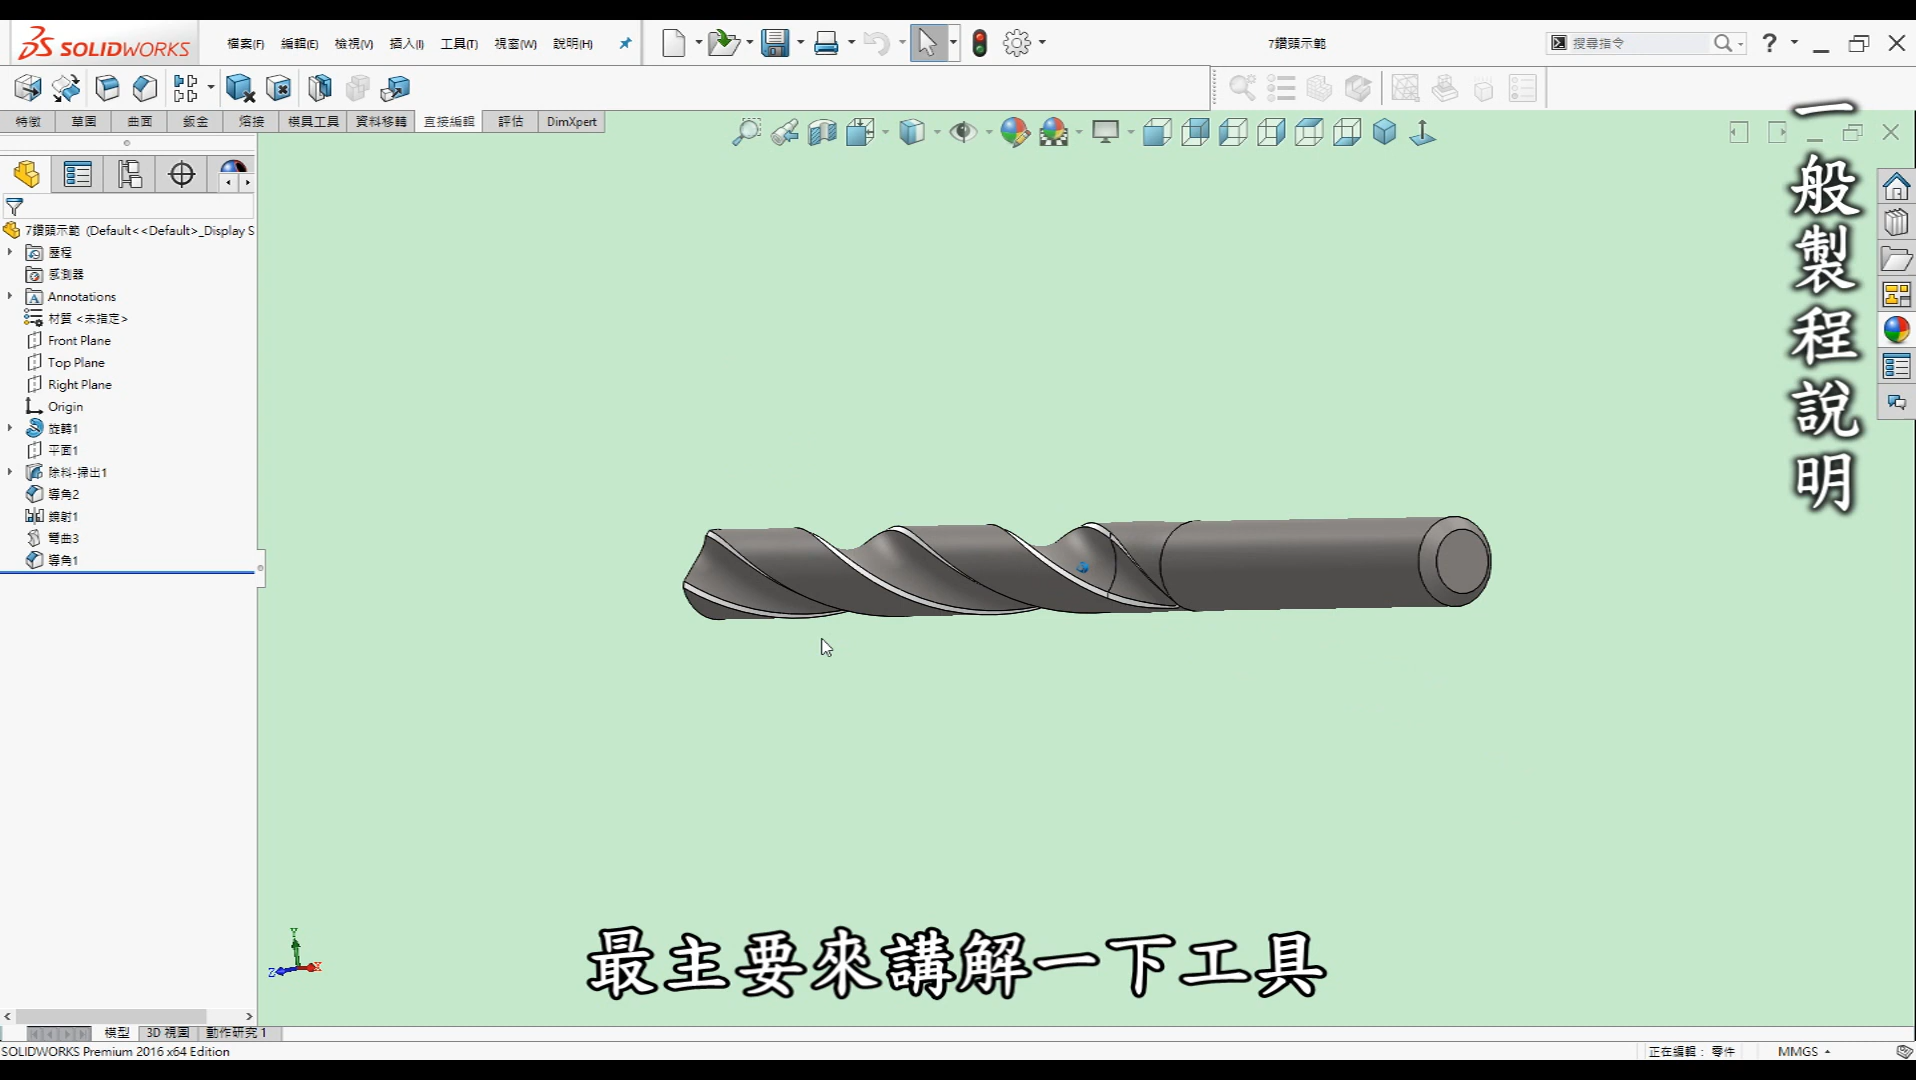 SOLIDWORKS
檔案(F) 編輯(E) 檢視(V) 插入(I) 工具(T) 視窗(W) 說明(H)
7鑽頭示範
搜尋指令
特徵 草圖 曲面 鈑金 熔接 模具工具 資料移轉 直接編輯 評估 DimXpert
7鑽頭示範 (Default<<Default>_Display S
歷程
感測器
Annotations
材質 <未指定>
Front Plane
Top Plane
Right Plane
Origin
旋轉1
平面1
除料-掃出1
導角2
鏡射1
彎曲3
導角1
一般製程說明
Y
Z
X
最主要來講解一下工具
模型 3D 視圖 動作研究 1
SOLIDWORKS Premium 2016 x64 Edition
正在編輯： 零件
MMGS